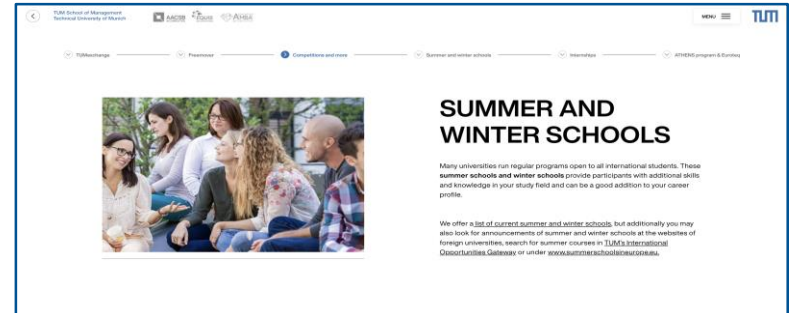 TUM School of Management
Technical University of Munich
AACSB
EQUIS
AMBA
MENU
TUM
TUMexchange
Freemover
Competitions and more
Summer and winter schools
Internships
ATHENS program & Euroteq
SUMMER AND
WINTER SCHOOLS
Many universities run regular programs open to all international students. These
summer schools and winter schools provide participants with additional skills
and knowledge in your study field and can be a good addition to your career
profile.
We offer a list of current summer and winter schools, but additionally you may
also look for announcements of summer and winter schools at the websites of
foreign universities, search for summer courses in TUM's International
Opportunities Gateway or under www.summerschoolsineurope.eu.